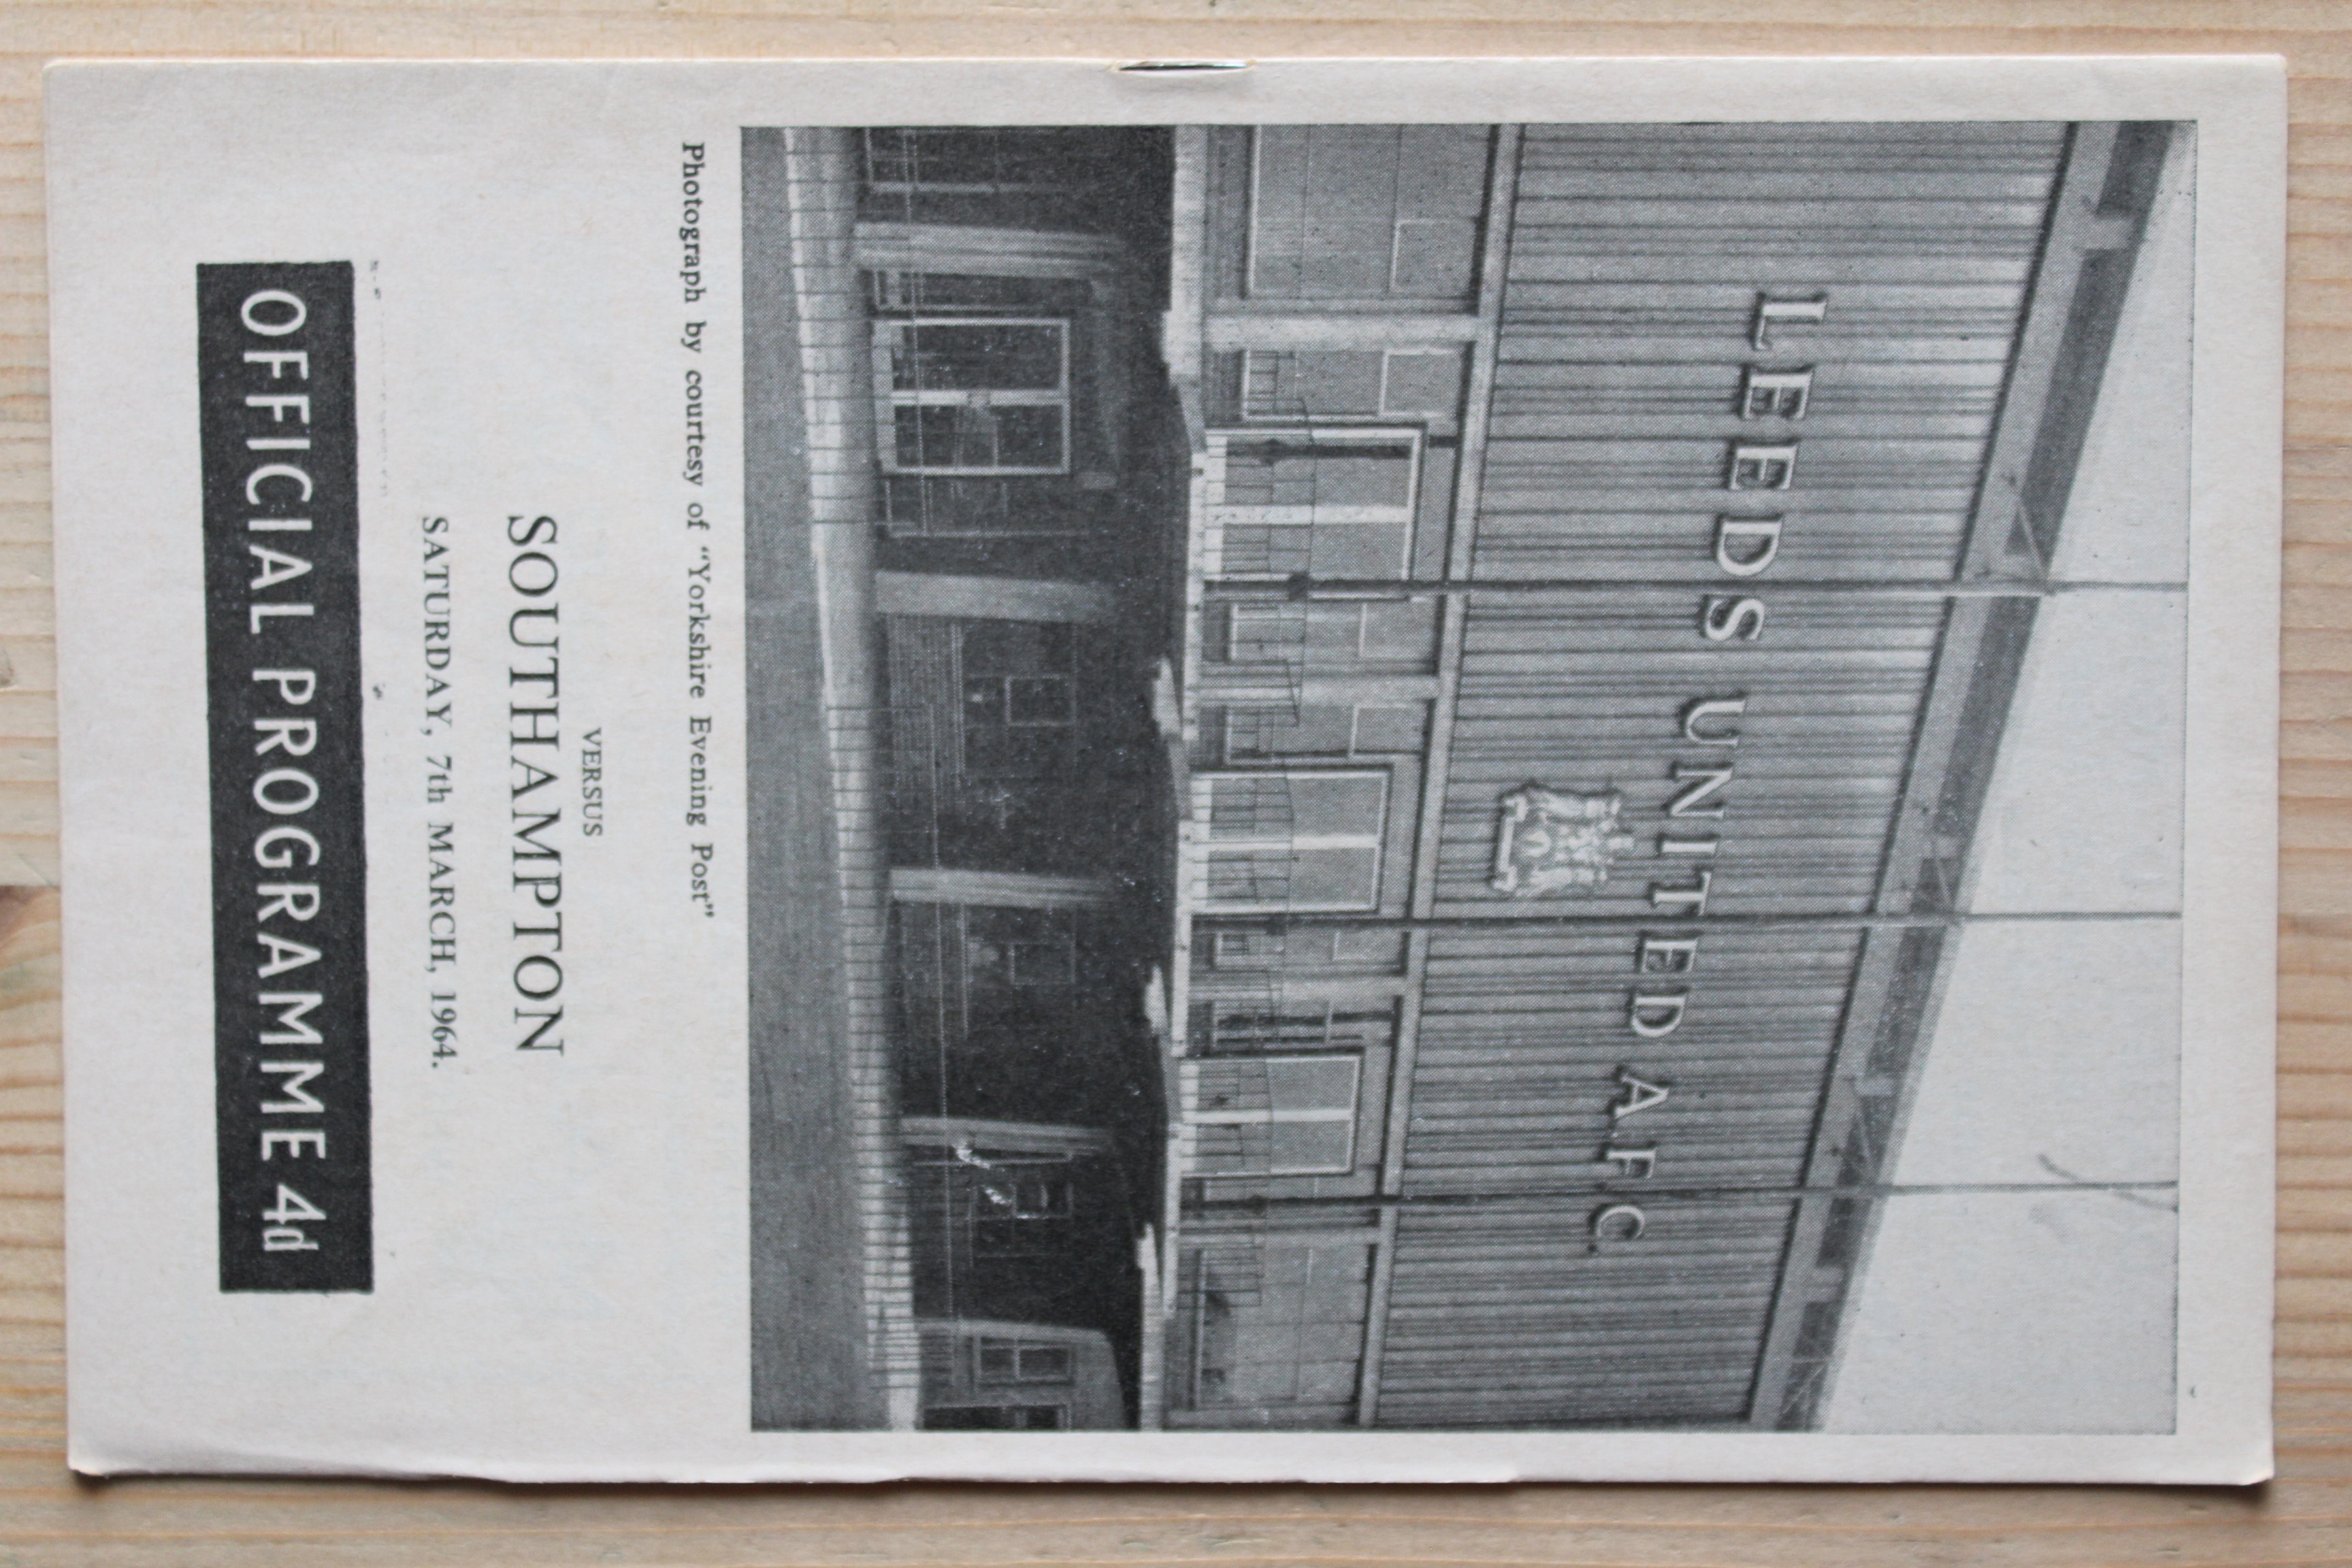 LEEDS UNITED A.F.C.
Photograph by courtesy of "Yorkshire Evening Post"
VERSUS
SOUTHAMPTON
SATURDAY, 7th MARCH, 1964.
OFFICIAL PROGRAMME 4d